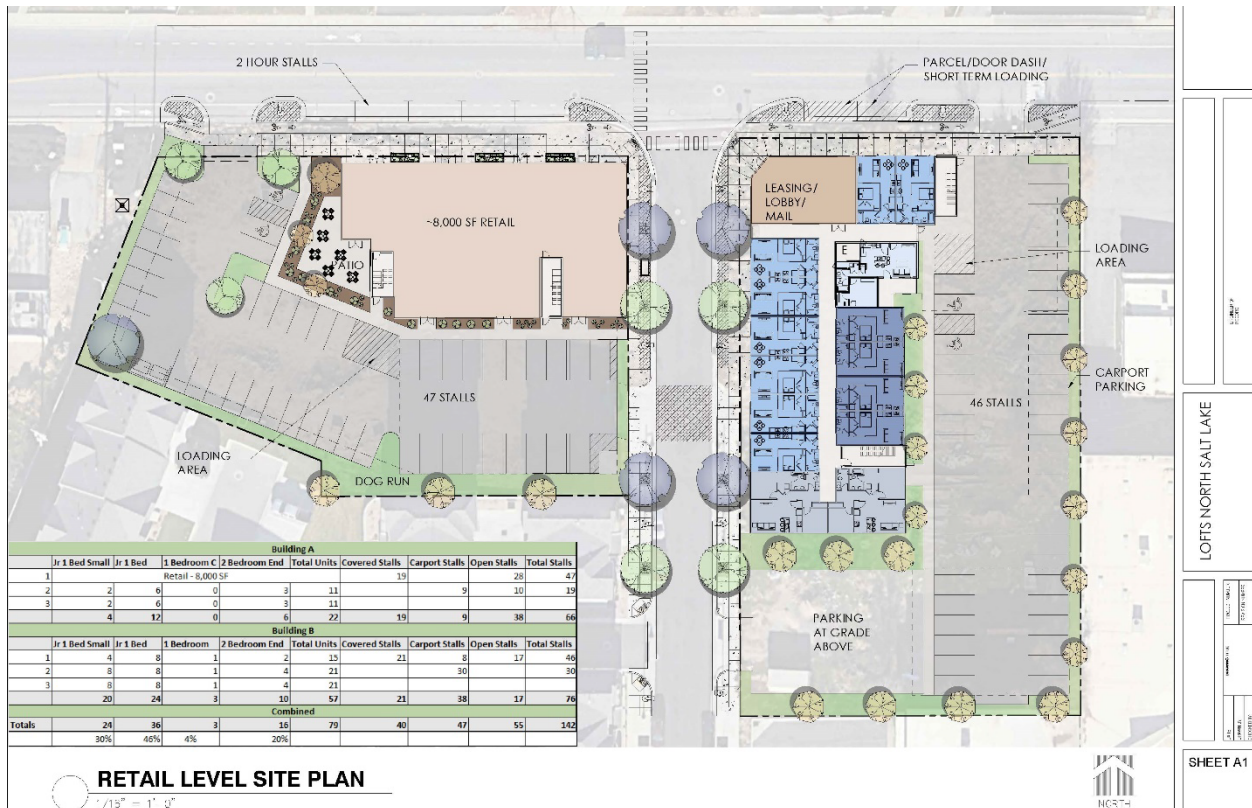 2 HOUR STALLS
PARCEL/DOOR DASH/
SHORT TERM LOADING
~8,000 SF RETAIL
PATIO
LEASING/
LOBBY/
MAIL
E
LOADING
AREA
CARPORT
PARKING
47 STALLS
46 STALLS
LOADING
AREA
DOG RUN
PARKING
AT GRADE
ABOVE
Building A
Jr 1 Bed Small Jr 1 Bed 1 Bedroom C 2 Bedroom End Total Units Covered Stalls Carport Stalls Open Stalls Total Stalls
1 Retail - 8,000 SF 19 28 47
2 2 6 0 3 11 9 10 19
3 2 6 0 3 11
4 12 0 6 22 19 9 38 66
Building B
Jr 1 Bed Small Jr 1 Bed 1 Bedroom 2 Bedroom End Total Units Covered Stalls Carport Stalls Open Stalls Total Stalls
1 4 8 1 2 15 21 8 17 46
2 8 8 1 4 21 30 30
3 8 8 1 4 21
20 24 3 10 57 21 38 17 76
Combined
Totals 24 36 3 16 79 40 47 55 142
30% 46% 4% 20%
RETAIL LEVEL SITE PLAN
NORTH
LOFTS NORTH SALT LAKE
SHEET A1